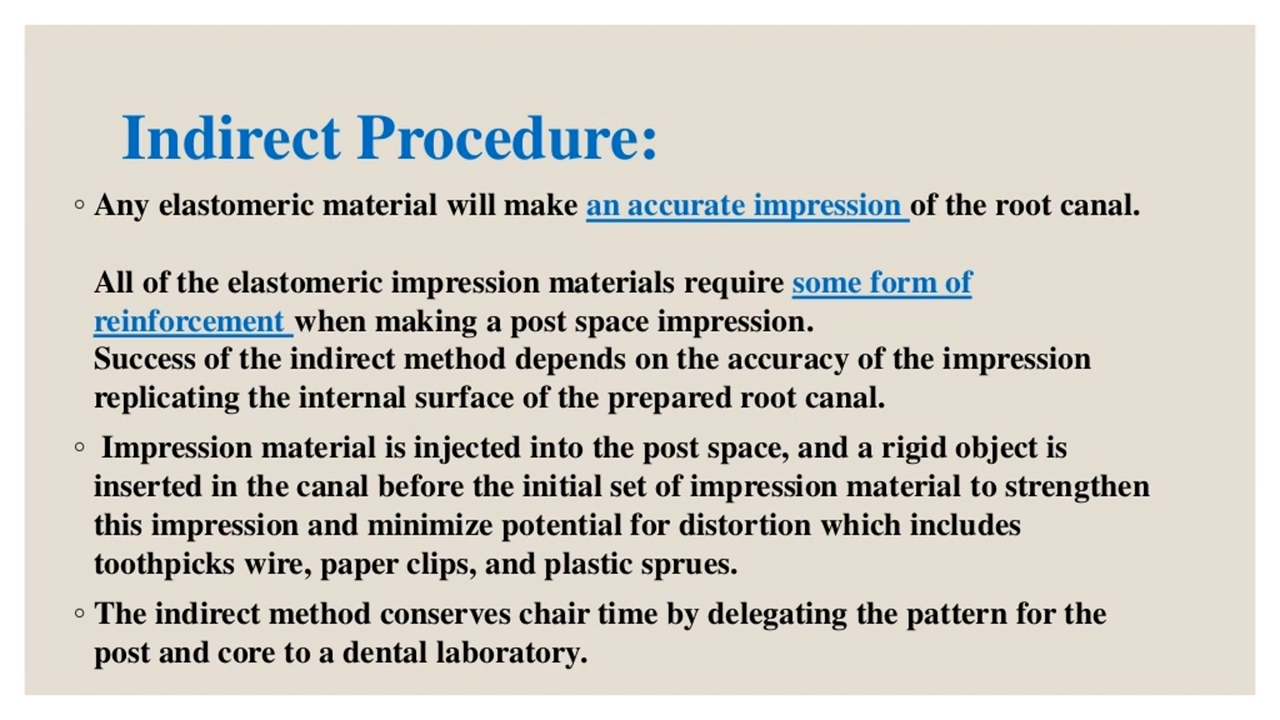 Indirect Procedure:
◦ Any elastomeric material will make an accurate impression of the root canal.
All of the elastomeric impression materials require some form of
reinforcement when making a post space impression.
Success of the indirect method depends on the accuracy of the impression
replicating the internal surface of the prepared root canal.
◦ Impression material is injected into the post space, and a rigid object is
inserted in the canal before the initial set of impression material to strengthen
this impression and minimize potential for distortion which includes
toothpicks wire, paper clips, and plastic sprues.
◦ The indirect method conserves chair time by delegating the pattern for the
post and core to a dental laboratory.